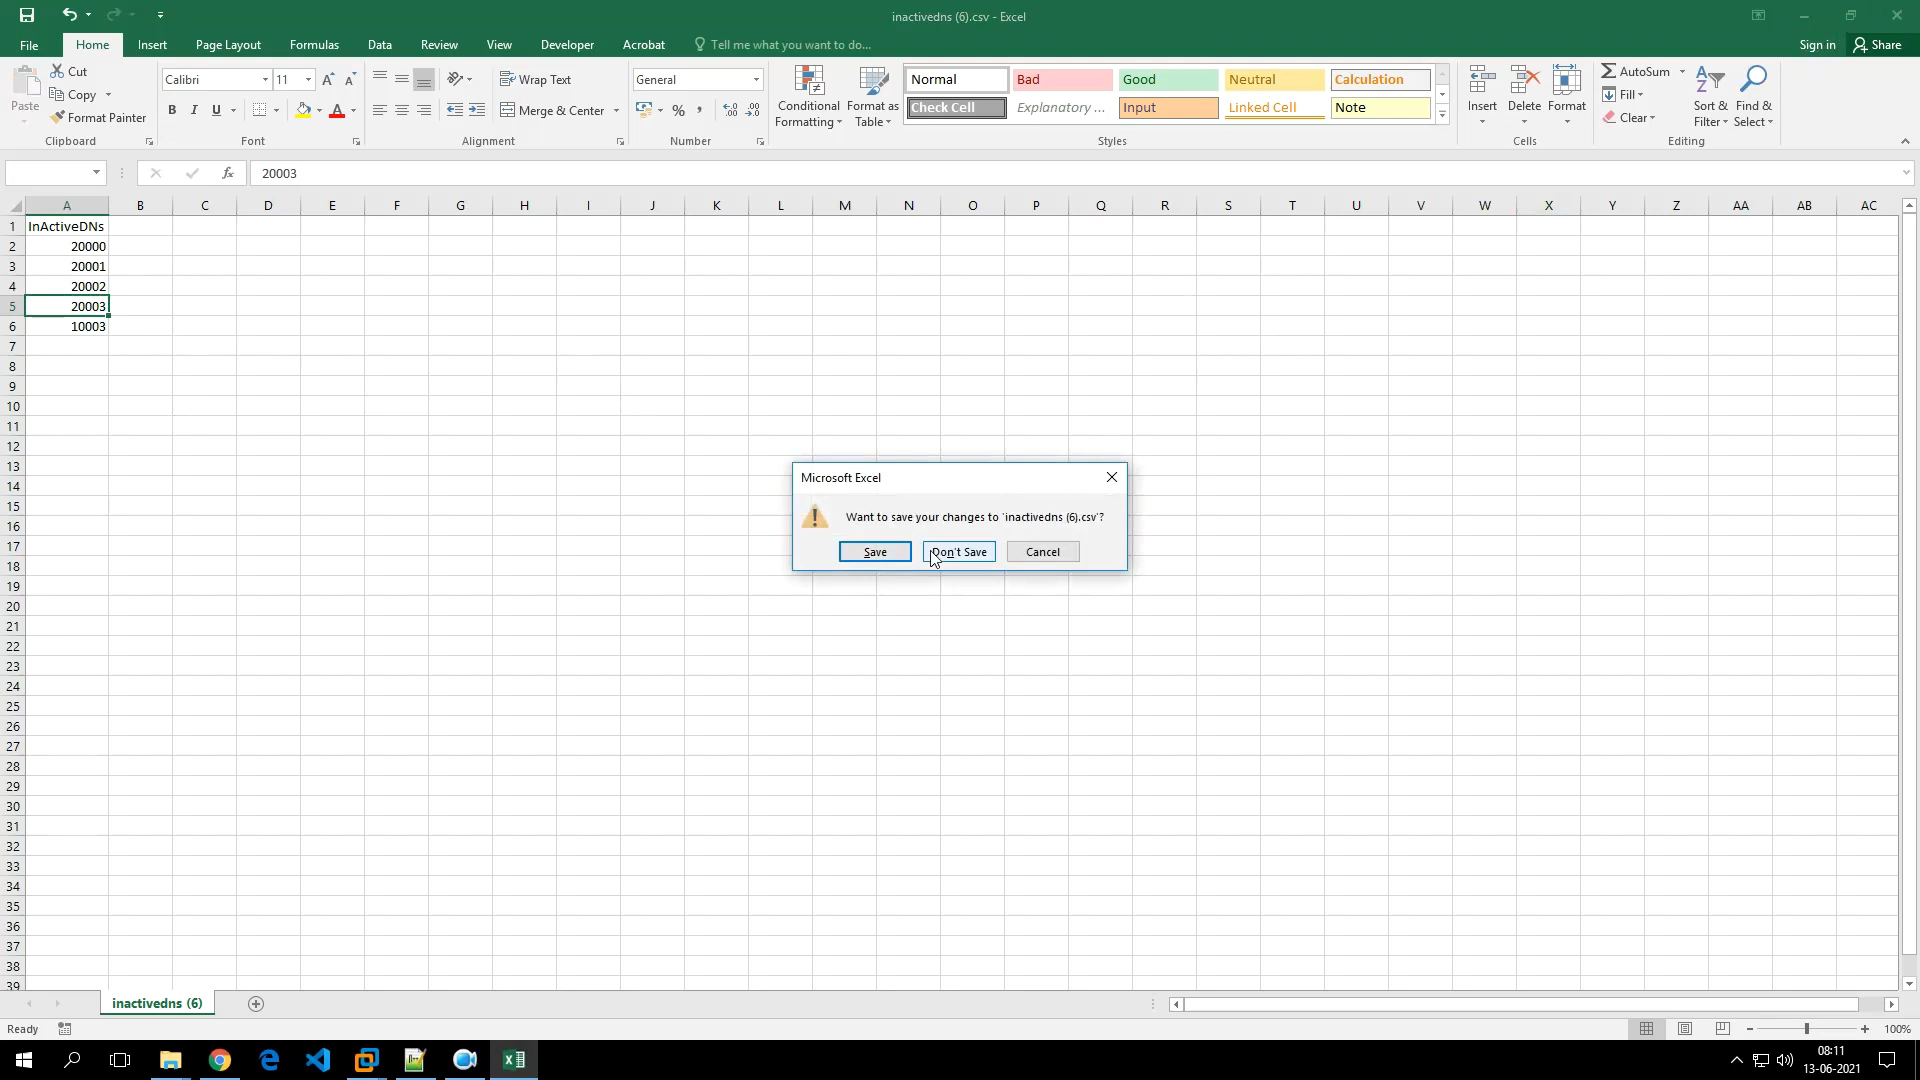 inactivedns (6).csv - Excel
File Home Insert Page Layout Formulas Data Review View Developer Acrobat Tell me what you want to do... Sign in Share
Paste Cut Copy Format Painter
Clipboard
Calibri 11 A A
B I U A
Font
Wrap Text
Merge & Center
Alignment
General
% , .0 .00
Number
Conditional Formatting
Format as Table
Normal Bad Good Neutral Calculation
Check Cell Explanatory ... Input Linked Cell Note
Styles
Insert Delete Format
Cells
AutoSum
Fill
Clear
Sort & Filter
Find & Select
Editing
fx 20003
A B C D E F G H I J K L M N O P Q R S T U V W X Y Z AA AB AC
1 InActiveDNs
2 20000
3 20001
4 20002
5 20003
6 10003
7
8
9
10
11
12
13
14
15
16
17
18
19
20
21
22
23
24
25
26
27
28
29
30
31
32
33
34
35
36
37
38
39
Microsoft Excel
Want to save your changes to 'inactivedns (6).csv'?
Save Don't Save Cancel
inactivedns (6)
Ready 100%
08:11
13-06-2021